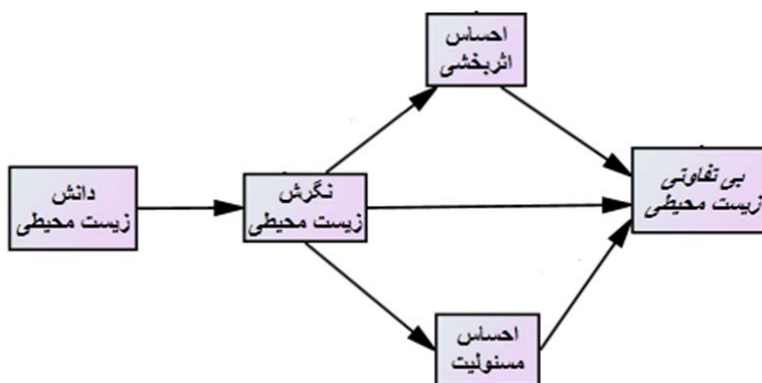 احساس
اثربخشی
دانش
زیست محیطی
نگرش
زیست محیطی
بی تفاوتی
زیست محیطی
احساس
مسئولیت